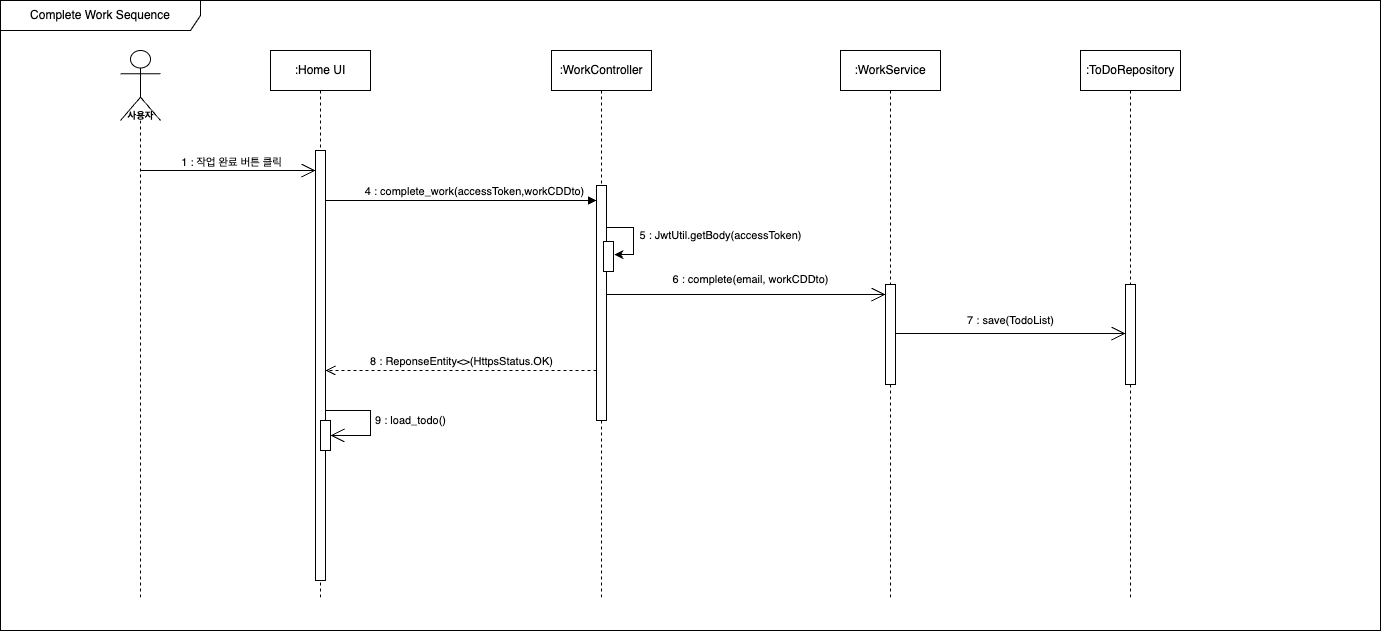 Complete Work Sequence
사용자
:Home UI
:WorkController
:WorkService
:ToDoRepository
1 : 작업 완료 버튼 클릭
4 : complete_work(accessToken,workCDDto)
5 : JwtUtil.getBody(accessToken)
6 : complete(email, workCDDto)
7 : save(TodoList)
8 : ReponseEntity<>(HttpsStatus.OK)
9 : load_todo()